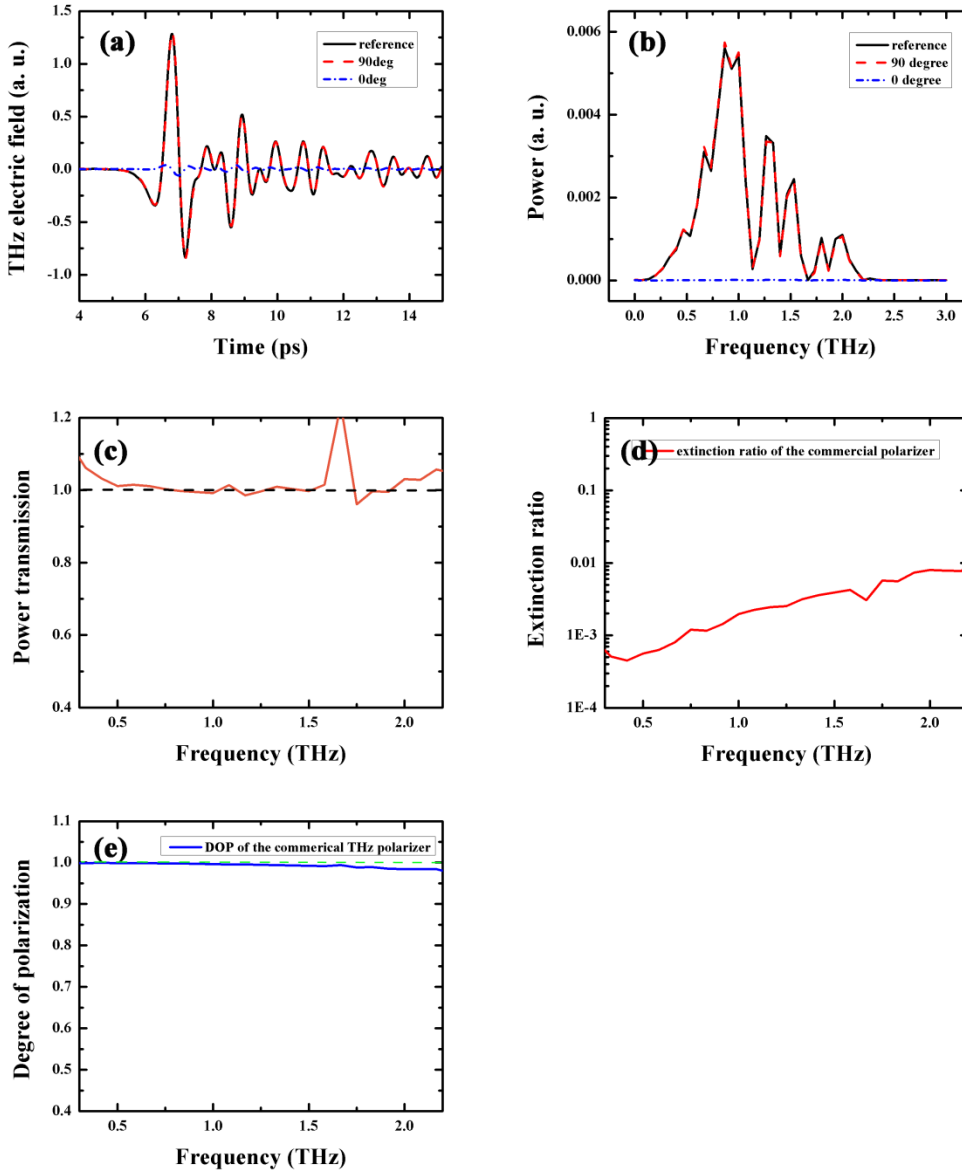 (a)
reference
90deg
0deg
THz electric field (a. u.)
1.5
1.0
0.5
0.0
-0.5
-1.0
4 6 8 10 12 14
Time (ps)
(b)
reference
90 degree
0 degree
Power (a. u.)
0.006
0.004
0.002
0.000
0.0 0.5 1.0 1.5 2.0 2.5 3.0
Frequency (THz)
(c)
Power transmission
1.2
1.0
0.8
0.6
0.4
0.5 1.0 1.5 2.0
Frequency (THz)
(d)
extinction ratio of the commercial polarizer
Extinction ratio
1
0.1
0.01
1E-3
1E-4
0.5 1.0 1.5 2.0
Frequency (THz)
(e)
DOP of the commerical THz polarizer
Degree of polarization
1.1
1.0
0.9
0.8
0.7
0.6
0.5
0.4
0.5 1.0 1.5 2.0
Frequency (THz)